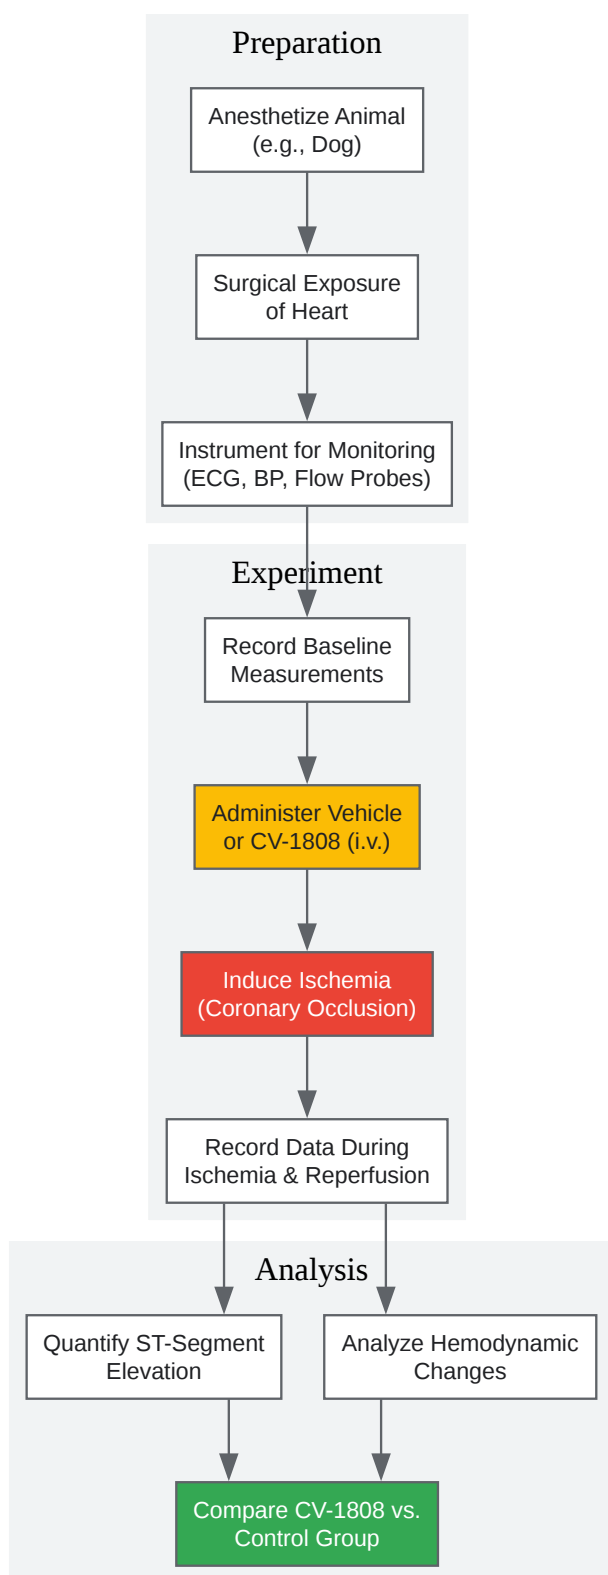 Preparation
Anesthetize Animal
(e.g., Dog)
Surgical Exposure
of Heart
Instrument for Monitoring
(ECG, BP, Flow Probes)
Experiment
Record Baseline
Measurements
Administer Vehicle
or CV-1808 (i.v.)
Induce Ischemia
(Coronary Occlusion)
Record Data During
Ischemia & Reperfusion
Analysis
Quantify ST-Segment
Elevation
Analyze Hemodynamic
Changes
Compare CV-1808 vs.
Control Group